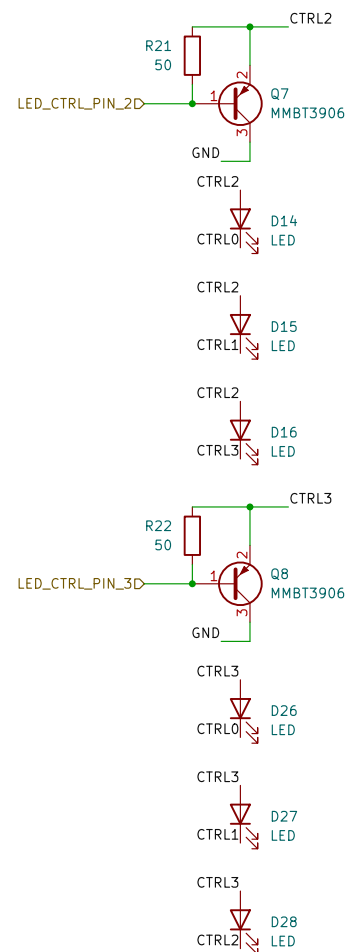 CTRL2
R21
50
2
Q7
MMBT3906
LED_CTRL_PIN_2
1
3
GND
CTRL2
D14
CTRL0
LED
CTRL2
D15
CTRL1
LED
CTRL2
D16
CTRL3
LED
CTRL3
R22
50
2
Q8
MMBT3906
LED_CTRL_PIN_3
1
3
GND
CTRL3
D26
CTRL0
LED
CTRL3
D27
CTRL1
LED
CTRL3
D28
CTRL2
LED